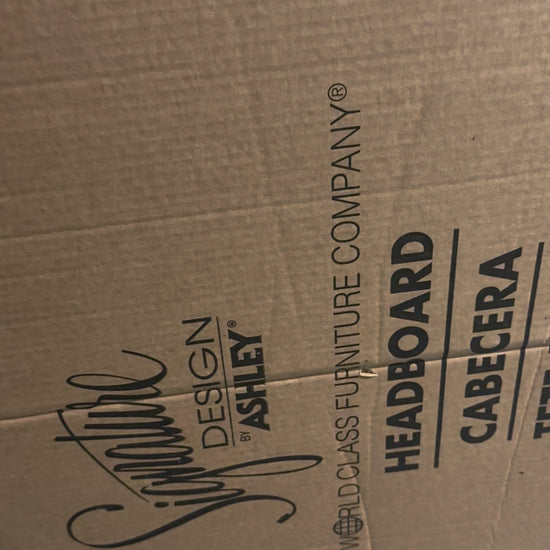 Signature
DESIGN
BY ASHLEY®
WORLD CLASS FURNITURE COMPANY®
HEADBOARD
CABECERA